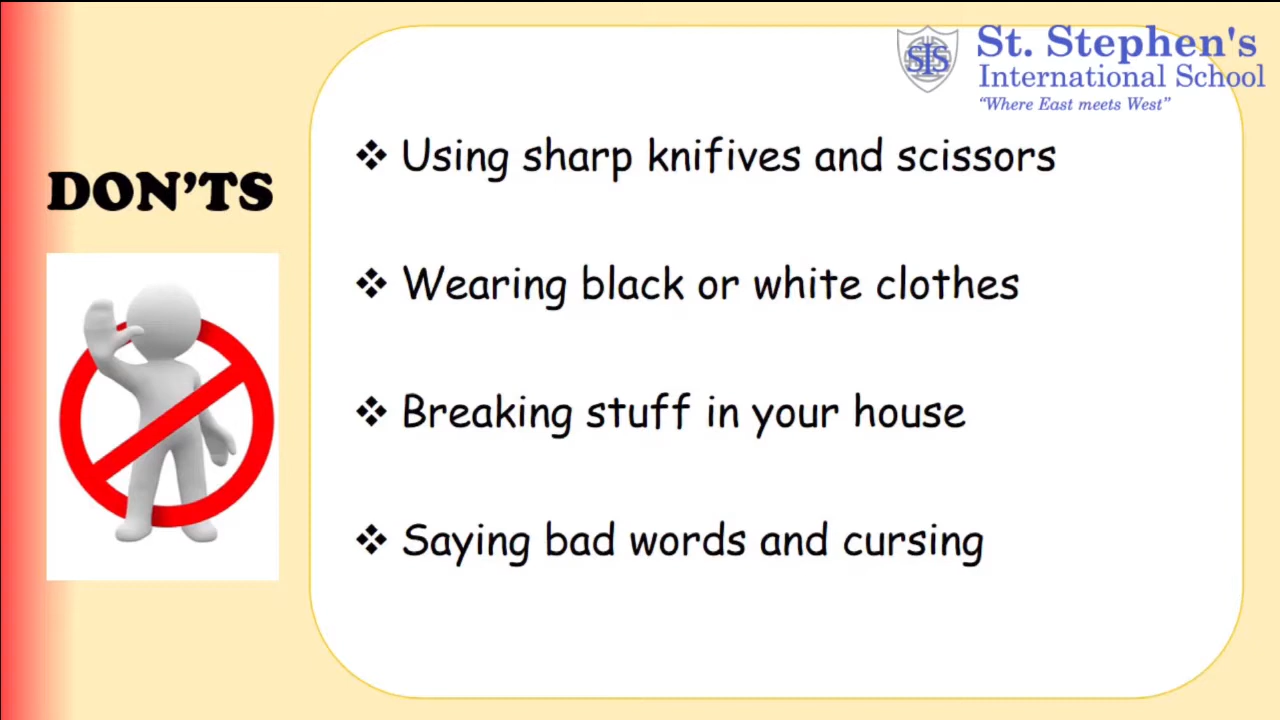 St. Stephen's
International School
"Where East meets West"
SIS
DON'TS
❖ Using sharp knifives and scissors
❖ Wearing black or white clothes
❖ Breaking stuff in your house
❖ Saying bad words and cursing